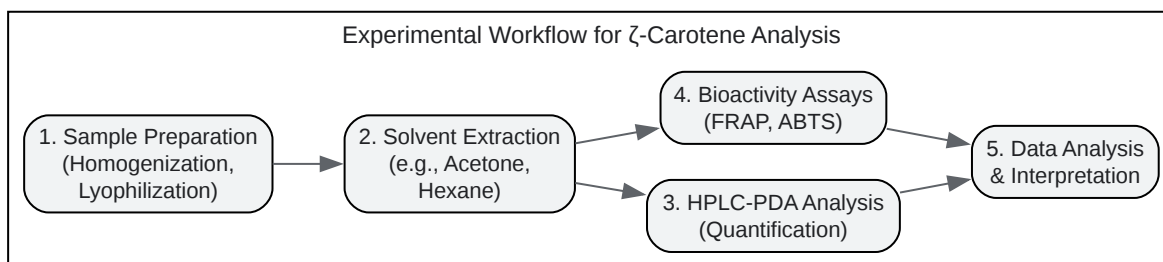 Experimental Workflow for ζ-Carotene Analysis
1. Sample Preparation
(Homogenization,
Lyophilization)
2. Solvent Extraction
(e.g., Acetone,
Hexane)
4. Bioactivity Assays
(FRAP, ABTS)
3. HPLC-PDA Analysis
(Quantification)
5. Data Analysis
& Interpretation